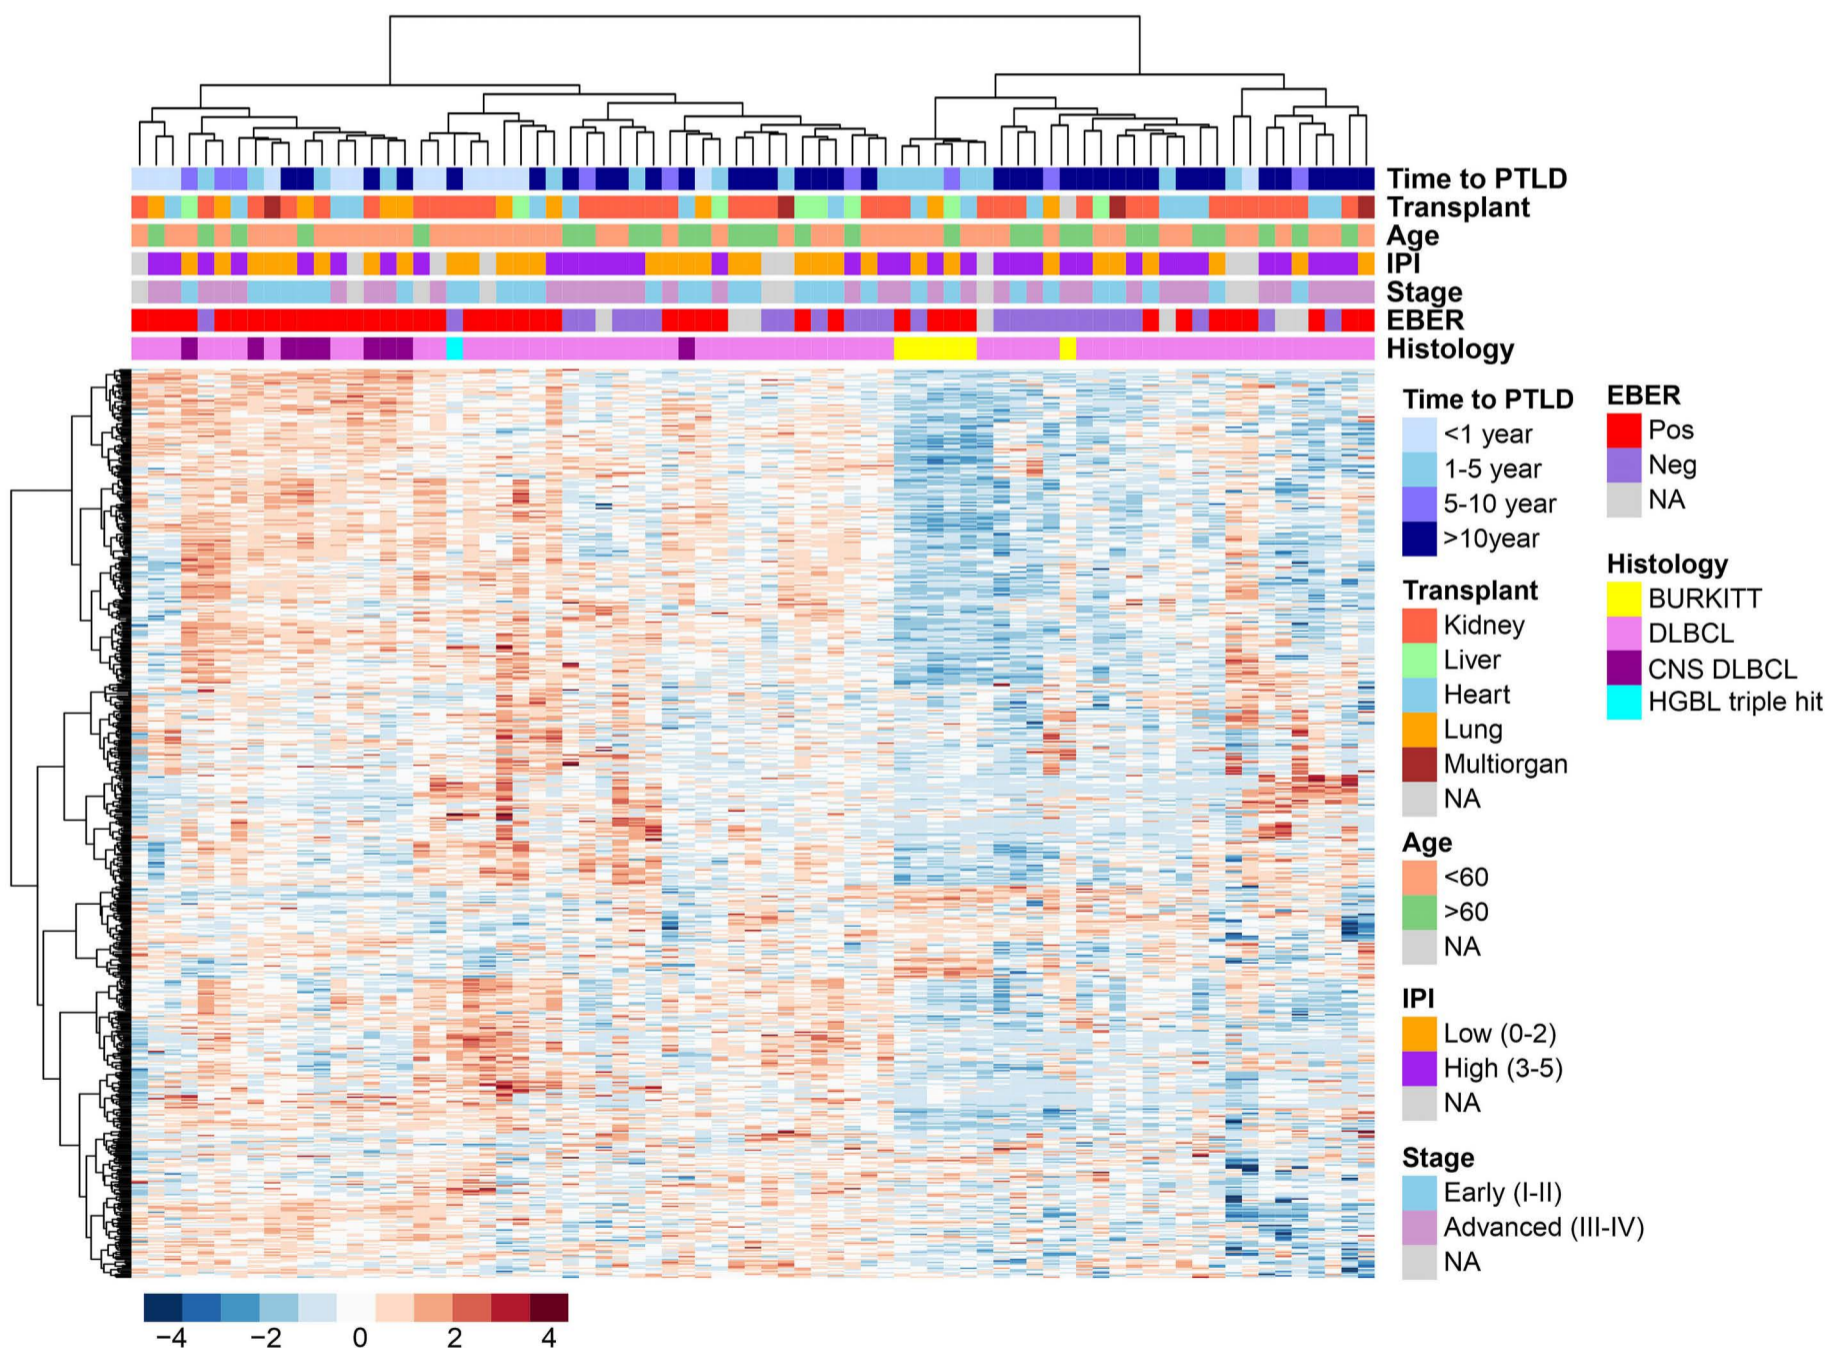 Time to PTLD
Transplant
Age
IPI
Stage
EBER
Histology
Time to PTLD
<1 year
1-5 year
5-10 year
>10year
Transplant
Kidney
Liver
Heart
Lung
Multiorgan
NA
Age
<60
>60
NA
IPI
Low (0-2)
High (3-5)
NA
Stage
Early (I-II)
Advanced (III-IV)
NA
EBER
Pos
Neg
NA
Histology
BURKITT
DLBCL
CNS DLBCL
HGBL triple hit
−4 −2 0 2 4